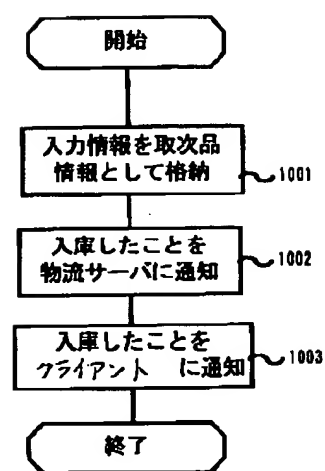 開始
入力情報を取次品
情報として格納
1001
入庫したことを
物流サーバに通知
1002
入庫したことを
クライアント に通知
1003
終了